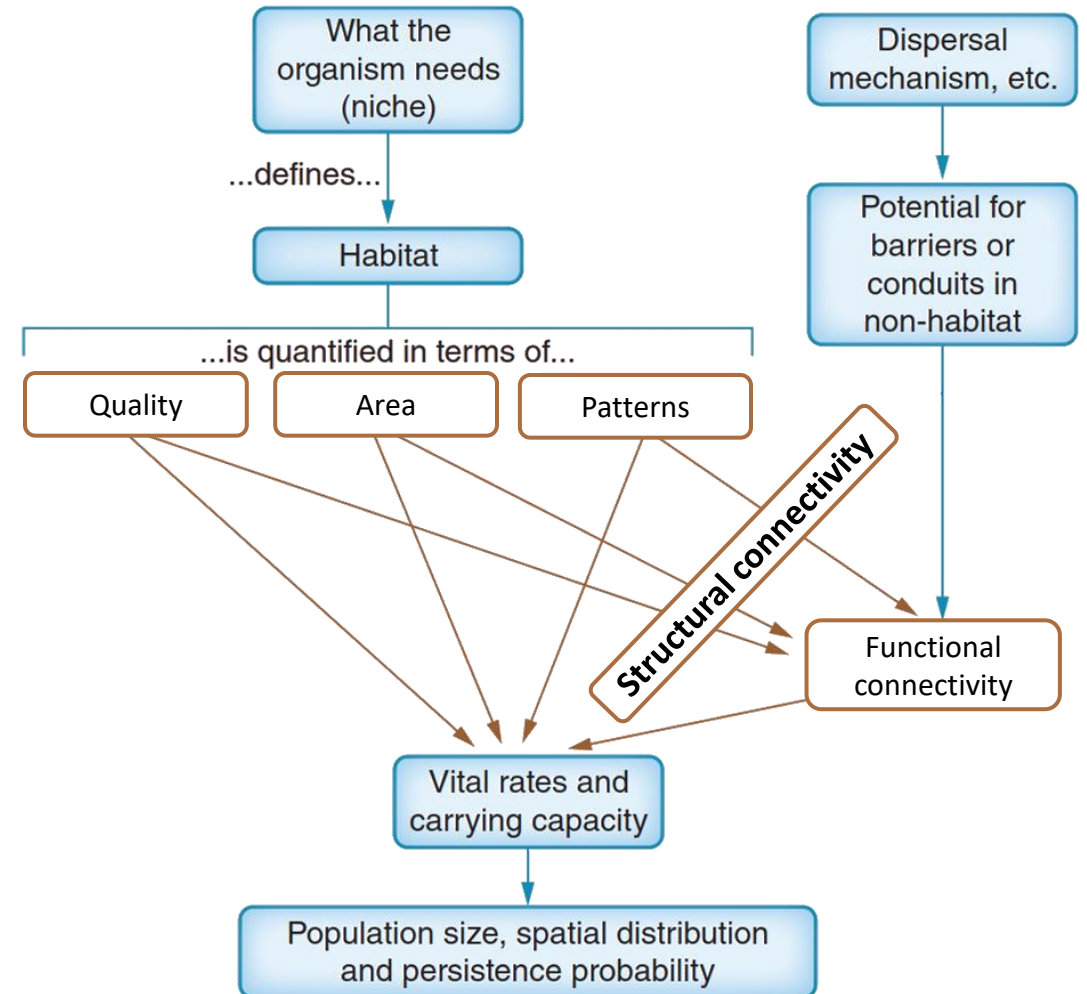 What the
organism needs
(niche)
Dispersal
mechanism, etc.
...defines...
Potential for
barriers or
conduits in
non-habitat
Habitat
...is quantified in terms of...
Quality
Area
Patterns
Structural connectivity
Functional
connectivity
Vital rates and
carrying capacity
Population size, spatial distribution
and persistence probability